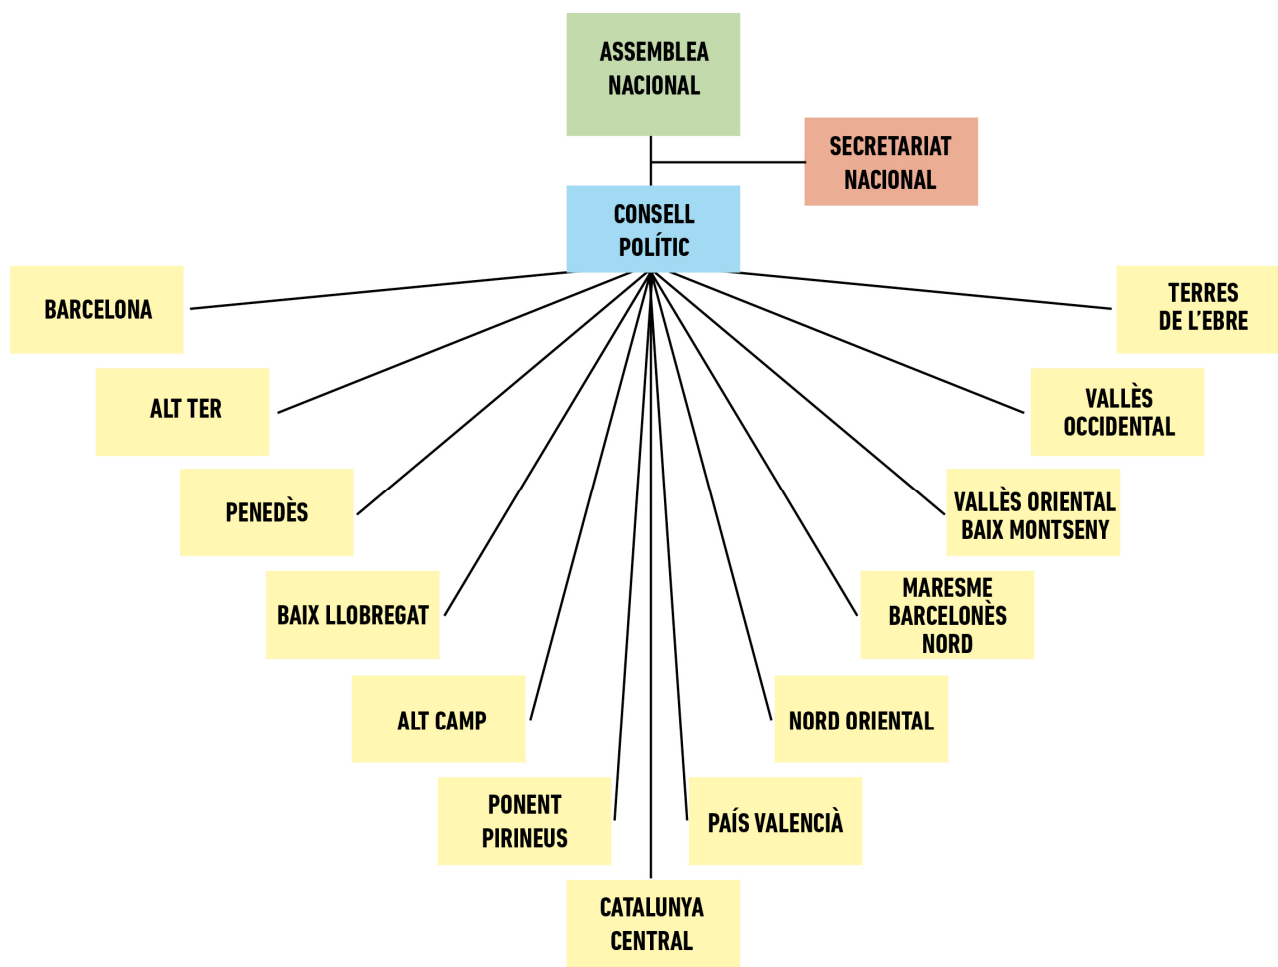 ASSEMBLEA
NACIONAL
SECRETARIAT
NACIONAL
CONSELL
POLÍTIC
BARCELONA
TERRES
DE L'EBRE
ALT TER
VALLÈS
OCCIDENTAL
PENEDÈS
VALLÈS ORIENTAL
BAIX MONTSENY
BAIX LLOBREGAT
MARESME
BARCELONÈS
NORD
ALT CAMP
NORD ORIENTAL
PONENT
PIRINEUS
PAÍS VALENCIÀ
CATALUNYA
CENTRAL